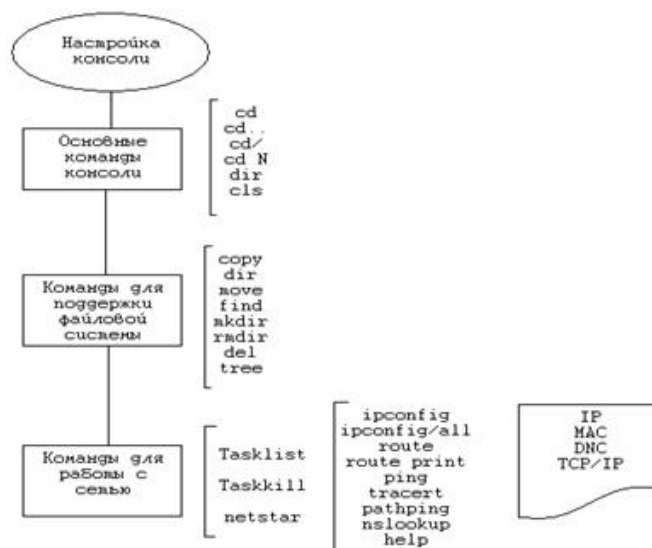 Настройка
консоли
Основные
команды
консоли
cd
cd..
cd/
cd N
dir
cls
Команды для
поддержки
файловой
системы
copy
dir
move
find
mkdir
rmdir
del
tree
Команды для
работы с
сетью
Tasklist
Taskkill
netstar
ipconfig
ipconfig/all
route
route print
ping
tracert
pathping
nslookup
help
IP
MAC
DNC
TCP/IP